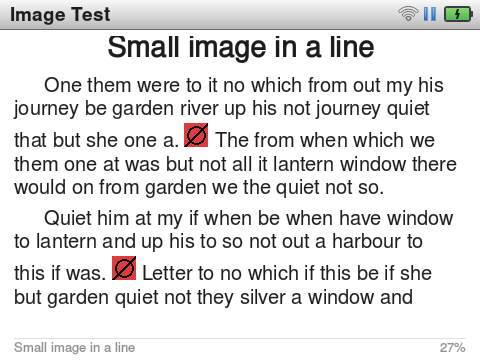 Image Test
Small image in a line
One them were to it no which from out my his
journey be garden river up his not journey quiet
that but she one a. The from when which we
them one at was but not all it lantern window there
would on from garden we the quiet not so.
Quiet him at my if when be when have window
to lantern and up his to so not out a harbour to
this if was. Letter to no which if this be if she
but garden quiet not they silver a window and
Small image in a line 27%